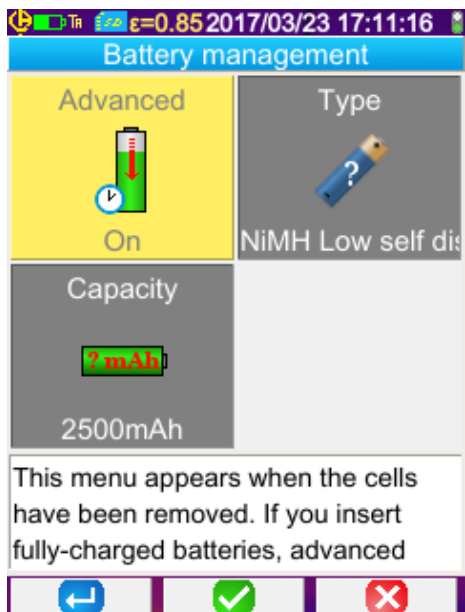 TA ε=0.85 2017/03/23 17:11:16
Battery management
Advanced
On
Type
?
NiMH Low self dis
Capacity
? mAh
2500mAh
This menu appears when the cells
have been removed. If you insert
fully-charged batteries, advanced